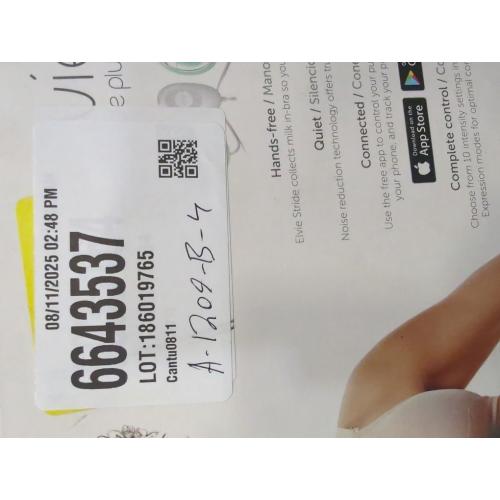 08/11/2025 02:48 PM
6643537
LOT:186019765
Cantu0811
A-1209-B-4
Hands-free / Mano
Elvie Stride collects milk in-bra so you
Quiet / Silencio
Noise reduction technology offers
Connected / Con
Use the free app to control your
your phone, and track your
Download on the
App Store
Complete control / Co
Choose from 10 intensity settings in
Expression modes for optimal